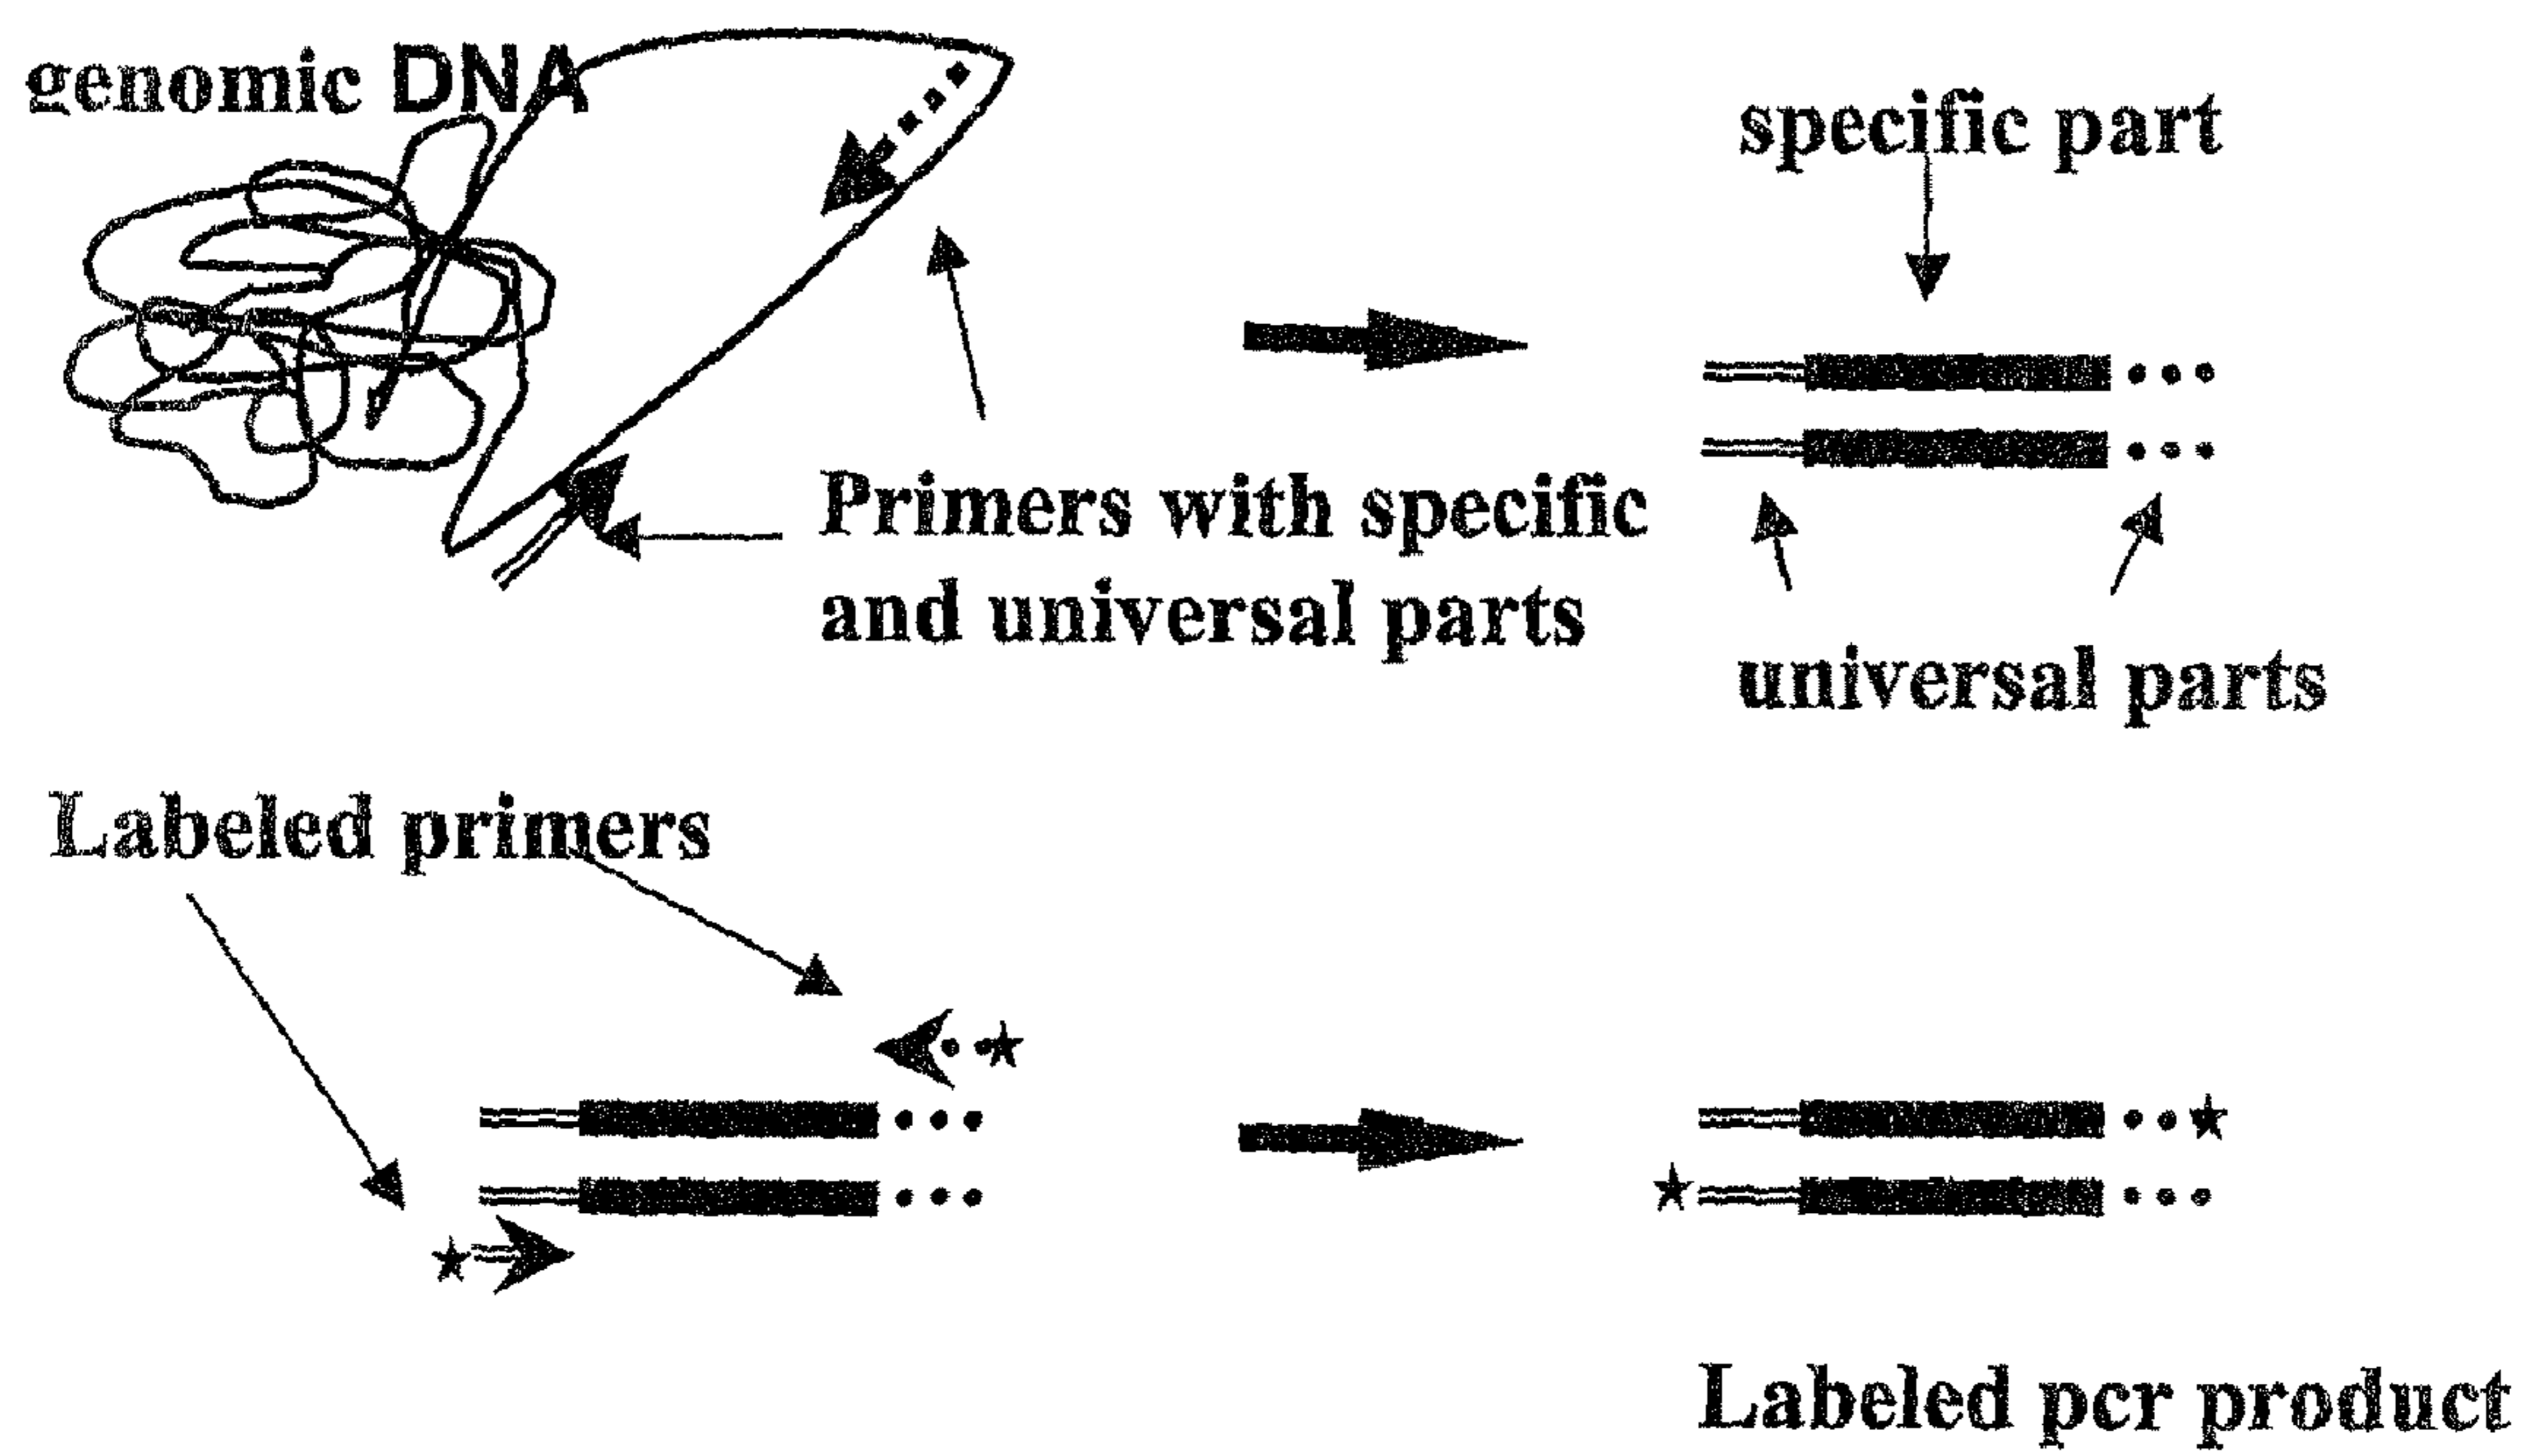 genomic DNA
specific part
Primers with specific
and universal parts
universal parts
Labeled primers
Labeled pcr product